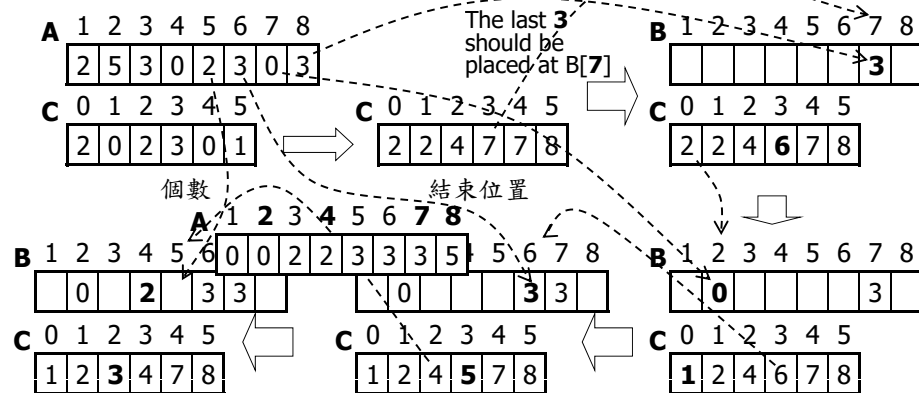 A 1 2 3 4 5 6 7 8
2 5 3 0 2 3 0 3
C 0 1 2 3 4 5
2 0 2 3 0 1
個數
The last 3
should be
placed at B[7]
C 0 1 2 3 4 5
2 2 4 7 7 8
結束位置
B 1 2 3 4 5 6 7 8
3
C 0 1 2 3 4 5
2 2 4 6 7 8
A 1 2 3 4 5 6 7 8
0 0 2 2 3 3 3 5
B 1 2 3 4 5 6
0 2 3 3
C 0 1 2 3 4 5
1 2 3 4 7 8
5 6 7 8
0 3 3
C 0 1 2 3 4 5
1 2 4 5 7 8
B 1 2 3 4 5 6 7 8
0 3
C 0 1 2 3 4 5
1 2 4 6 7 8